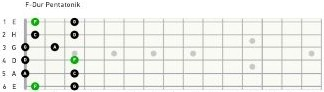 F-Dur Pentatonik
1 E F G
2 H C D
3 G G A
4 D D F
5 A A C
6 E F G